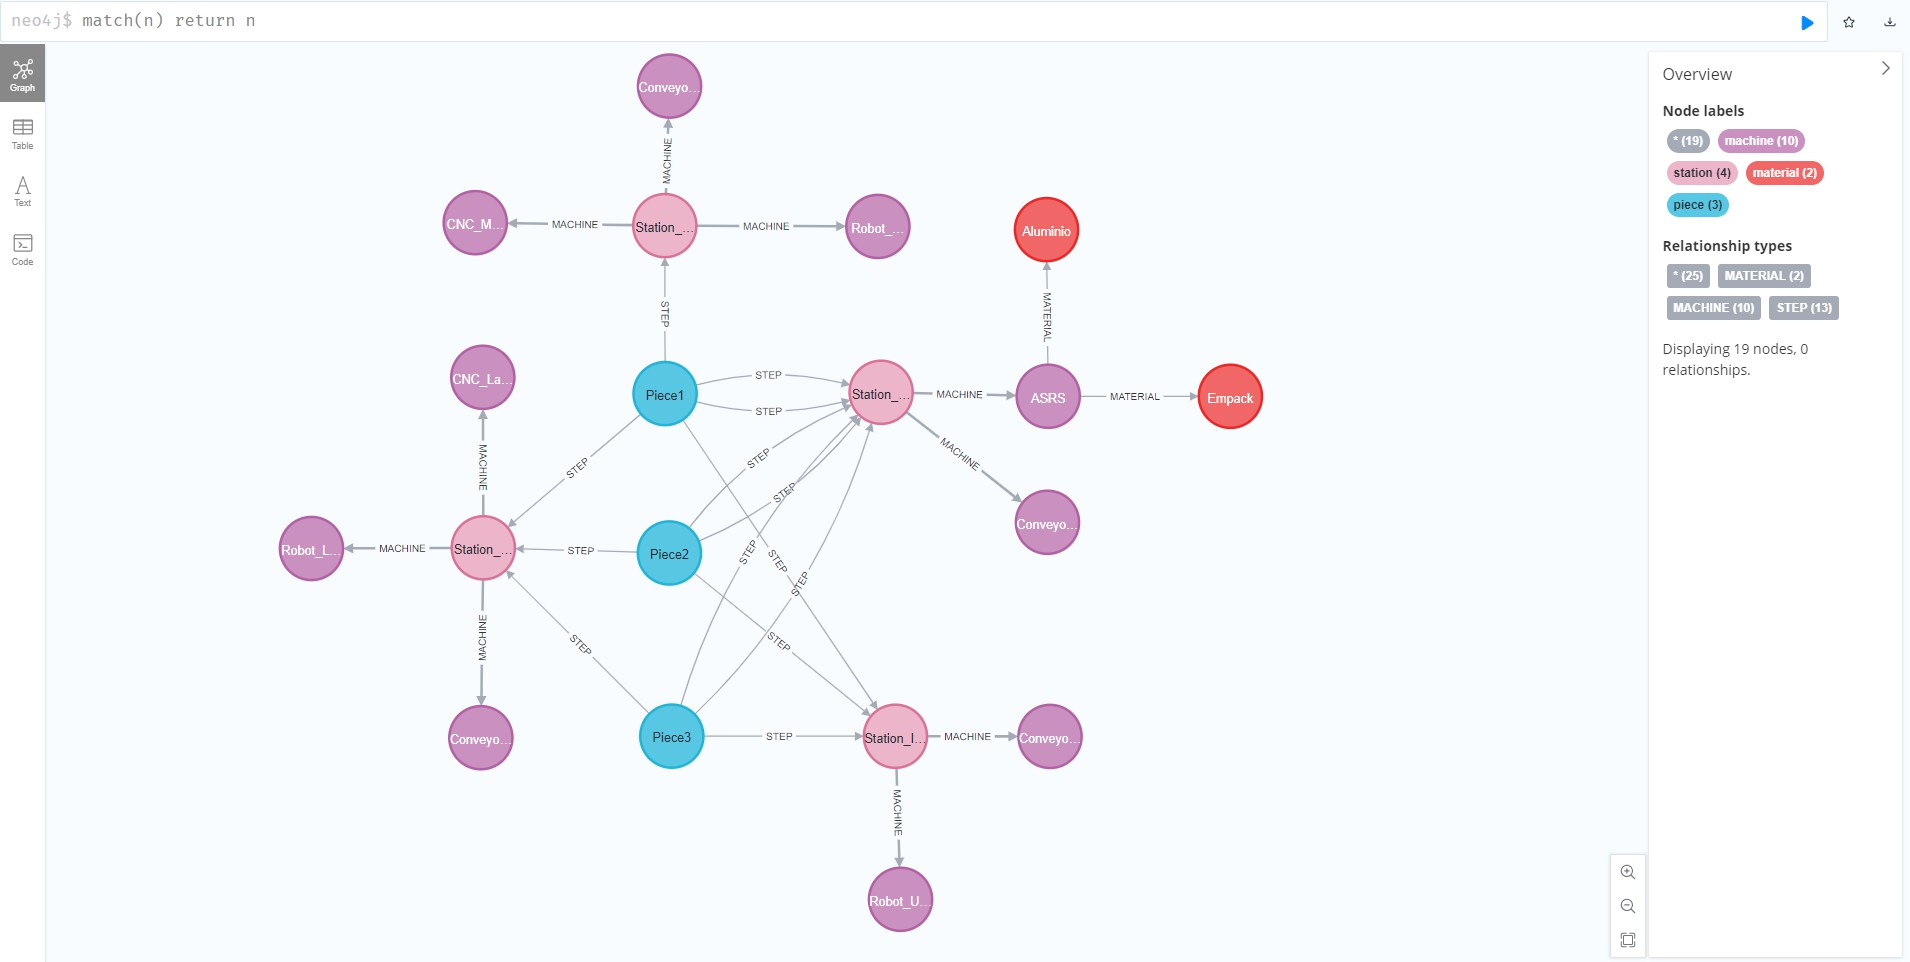 neo4j$ match(n) return n
Graph
Table
Text
Code
Conveyo...
MACHINE
CNC_M...
MACHINE
Station_...
MACHINE
Robot_...
STEP
Aluminio
MATERIAL
CNC_La...
Piece1
STEP
STEP
Station_...
MACHINE
ASRS
MATERIAL
Empack
MACHINE
STEP
STEP
MACHINE
STEP
Conveyo...
Robot_L...
MACHINE
Station_...
STEP
Piece2
STEP
STEP
STEP
MACHINE
STEP
STEP
Conveyo...
Piece3
STEP
Station_I...
MACHINE
Conveyo...
MACHINE
Robot_U...
Overview
Node labels
* (19) machine (10)
station (4) material (2)
piece (3)
Relationship types
* (25) MATERIAL (2)
MACHINE (10) STEP (13)
Displaying 19 nodes, 0
relationships.